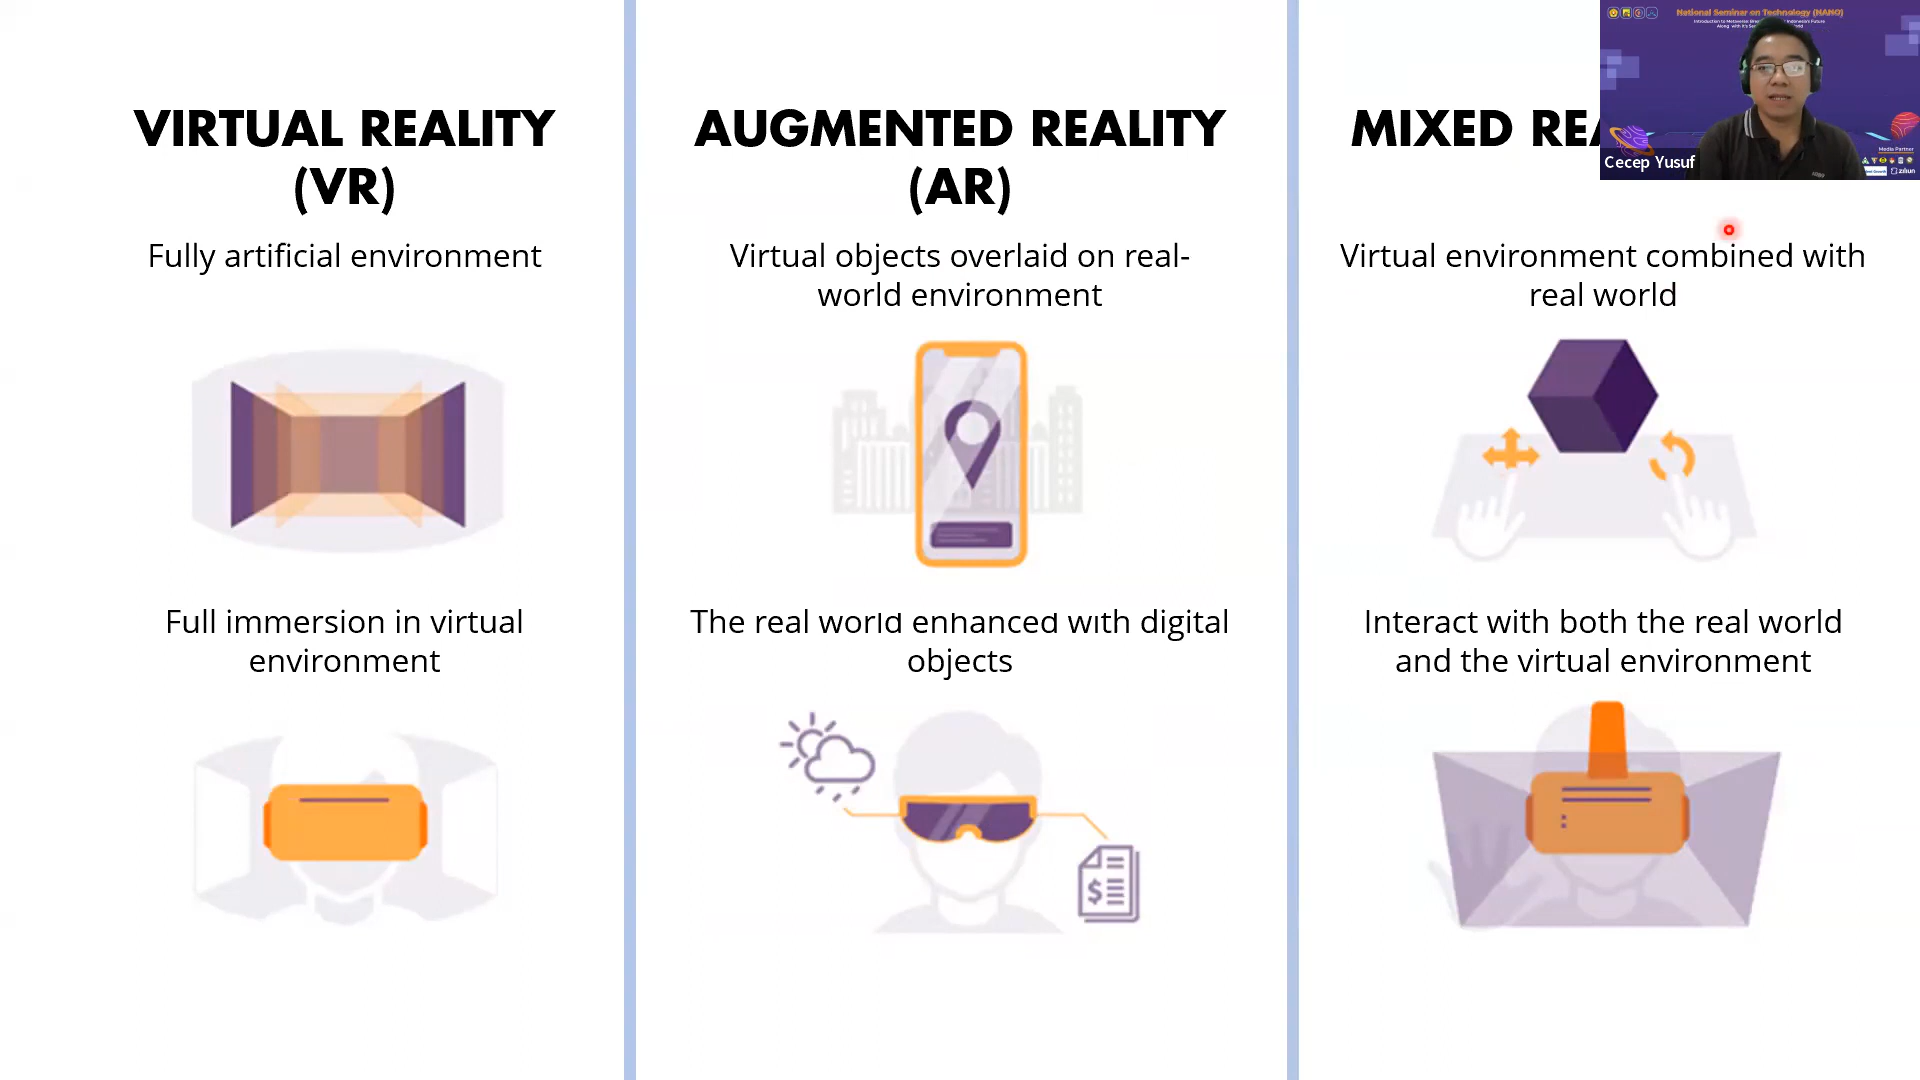 VIRTUAL REALITY
(VR)
Fully artificial environment
Full immersion in virtual
environment
AUGMENTED REALITY
(AR)
Virtual objects overlaid on real-
world environment
The real world enhanced with digital
objects
$
MIXED REA
Virtual environment combined with
real world
Interact with both the real world
and the virtual environment
National Seminar on Technology (NANO)
Cecep Yusuf
Media Partner